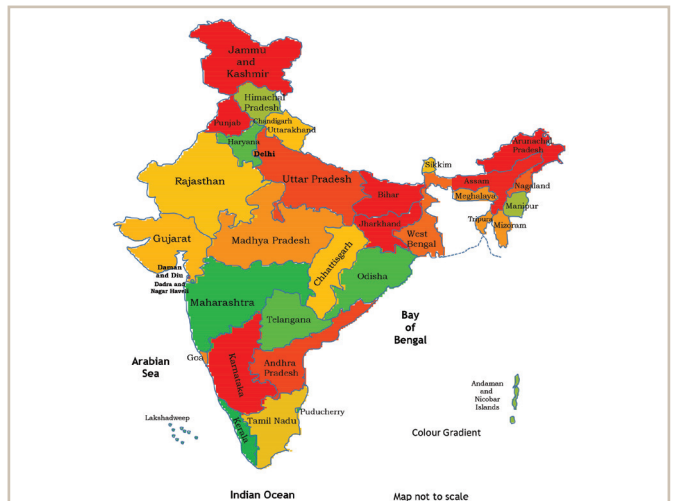 Jammu
and
Kashmir
Himachal
Pradesh
Punjab
Chandigarh
Uttarakhand
Haryana
Delhi
Arunachal
Pradesh
Sikkim
Rajasthan
Uttar Pradesh
Assam
Nagaland
Bihar
Meghalaya
Manipur
Jharkhand
Tripura
Mizoram
West
Bengal
Gujarat
Madhya Pradesh
Chhattisgarh
Daman
and Diu
Dadra and
Nagar Haveli
Odisha
Maharashtra
Telangana
Bay
of
Bengal
Arabian
Sea
Goa
Karnataka
Andhra
Pradesh
Andaman
and
Nicobar
Islands
Lakshadweep
Puducherry
Tamil Nadu
Kerala
Colour Gradient
Indian Ocean
Map not to scale